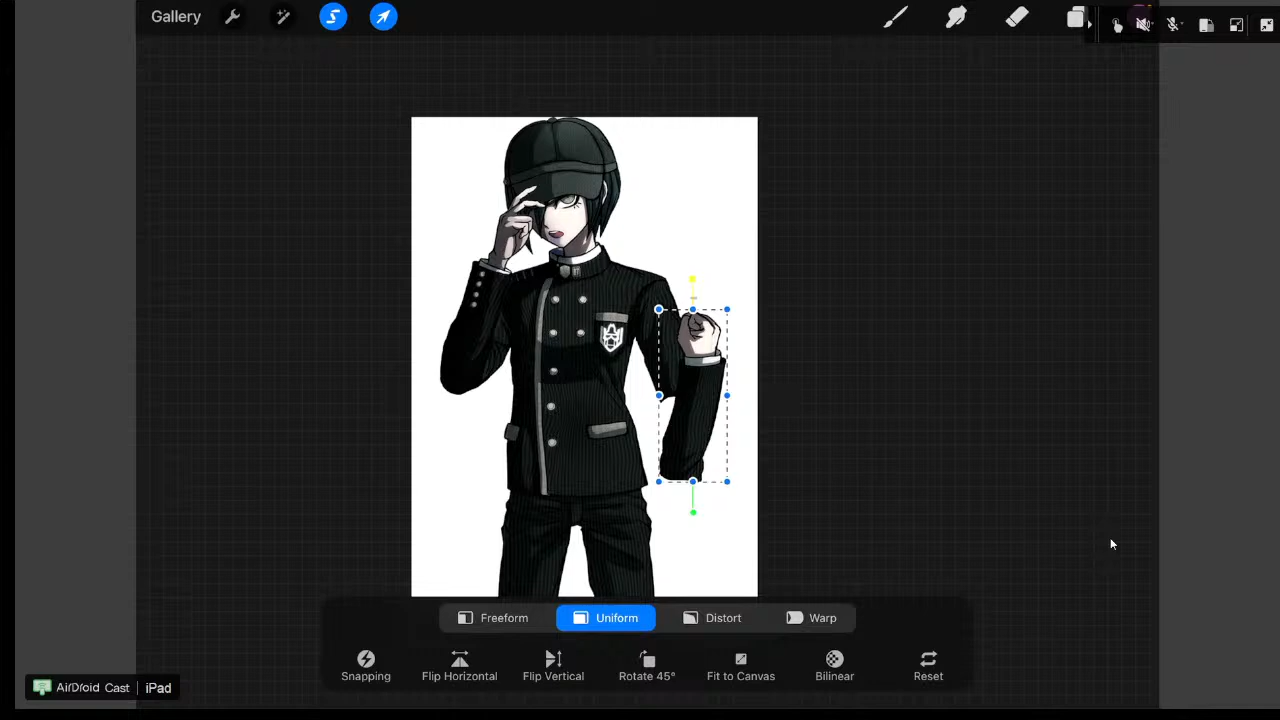 Gallery
Freeform
Uniform
Distort
Warp
Snapping
Flip Horizontal
Flip Vertical
Rotate 45°
Fit to Canvas
Bilinear
Reset
AirDroid Cast | iPad